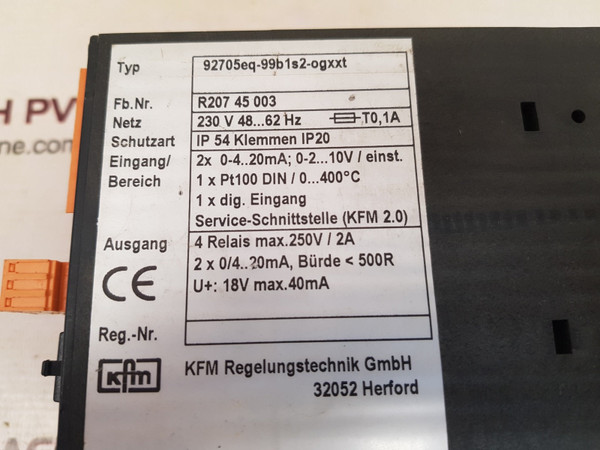 Typ 92705eq-99b1s2-ogxxt
Fb.Nr. R207 45 003
Netz 230 V 48...62 Hz T0,1A
Schutzart IP 54 Klemmen IP20
Eingang/ 2x 0-4..20mA; 0-2...10V / einst.
Bereich 1 x Pt100 DIN / 0...400°C
1 x dig. Eingang
Service-Schnittstelle (KFM 2.0)
Ausgang 4 Relais max.250V / 2A
2 x 0/4..20mA, Bürde < 500R
CE U+: 18V max.40mA
Reg.-Nr.
kfm KFM Regelungstechnik GmbH
32052 Herford